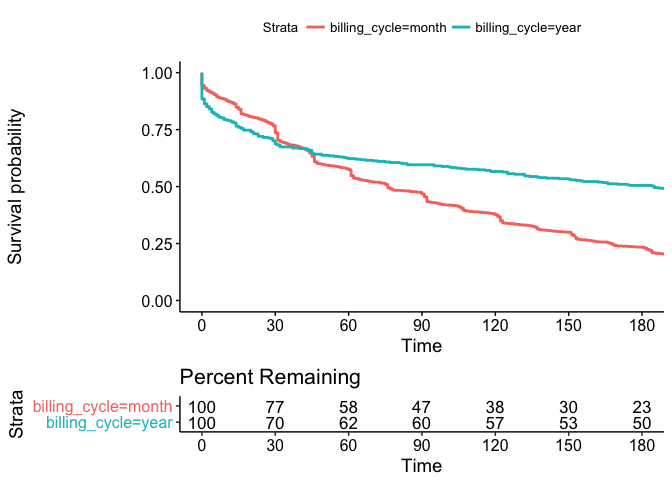 Strata billing_cycle=month billing_cycle=year
Survival probability
1.00
0.75
0.50
0.25
0.00
0 30 60 90 120 150 180
Time
Percent Remaining
Strata
billing_cycle=month 100 77 58 47 38 30 23
billing_cycle=year 100 70 62 60 57 53 50
0 30 60 90 120 150 180
Time